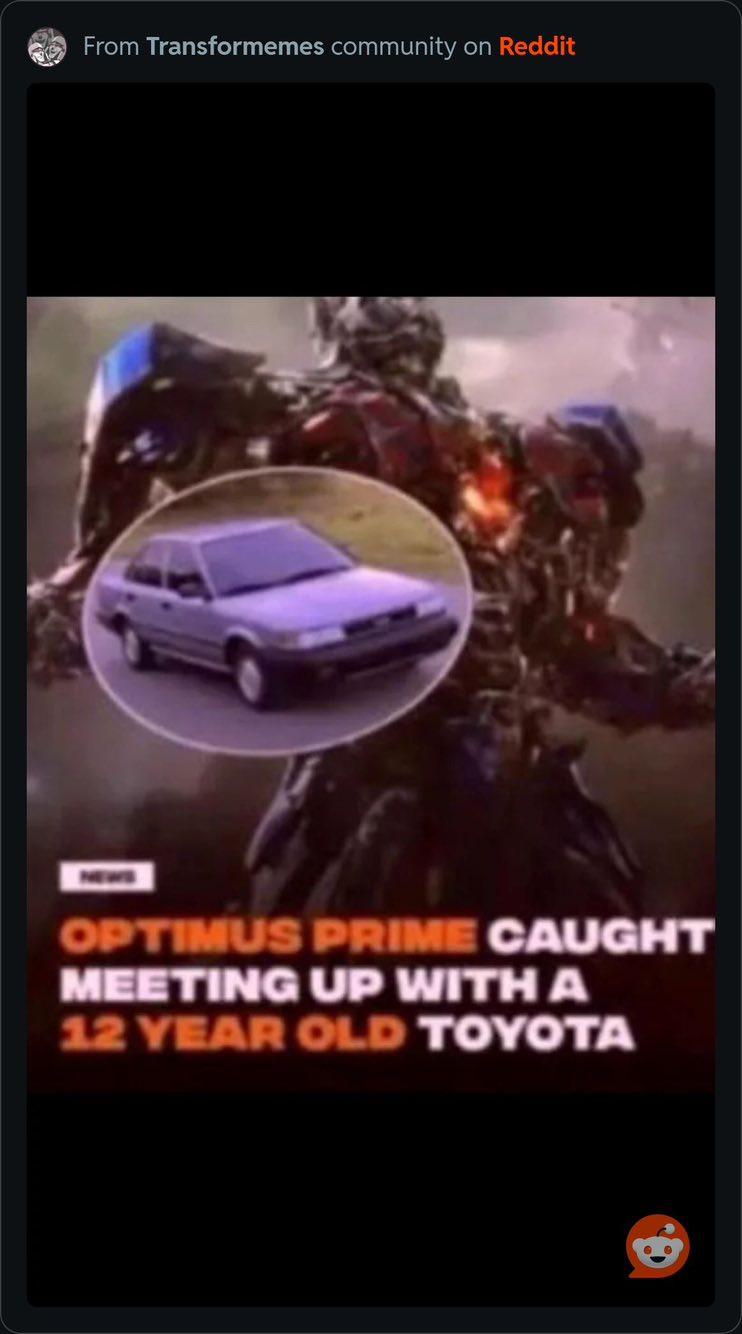 From Transformemes community on Reddit
NEWS
OPTIMUS PRIME CAUGHT
MEETING UP WITH A
12 YEAR OLD TOYOTA